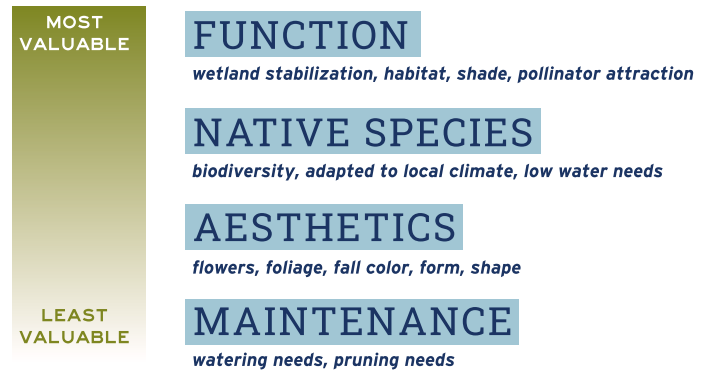 MOST
VALUABLE
FUNCTION
wetland stabilization, habitat, shade, pollinator attraction
NATIVE SPECIES
biodiversity, adapted to local climate, low water needs
AESTHETICS
flowers, foliage, fall color, form, shape
LEAST
VALUABLE
MAINTENANCE
watering needs, pruning needs